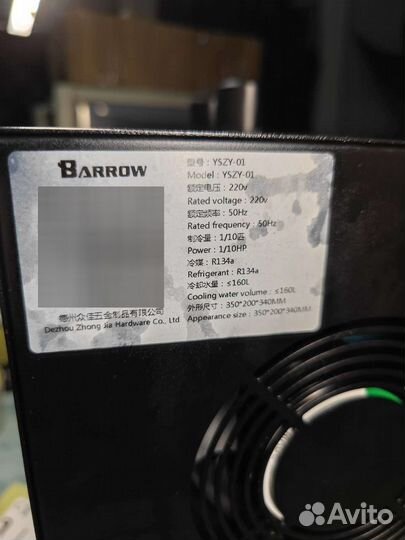 BARROW
型号：YSZY-01
Model：YSZY-01
额定电压：220v
Rated voltage：220v
额定频率：50Hz
Rated frequency：50Hz
制冷量：1/10匹
Power：1/10HP
冷媒：R134a
Refrigerant：R134a
冷却水量：≤160L
Cooling water volume：≤160L
外形尺寸：350*200*340MM
Appearance size：350*200*340MM
德州众佳五金制品有限公司
Dezhou Zhong Jia Hardware Co., Ltd
Avito